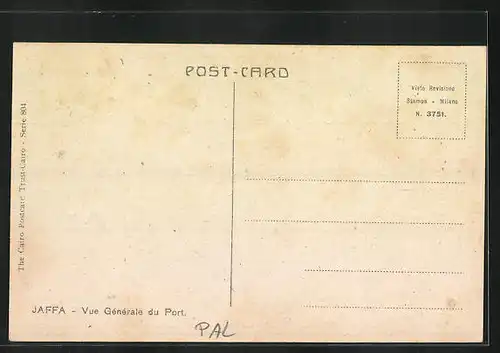 POST-CARD
Visto Revisione
Stampa - Milano
N. 3751.
The Cairo Postcard Trust-Cairo - Serie 804
JAFFA - Vue Générale du Port.
PAL